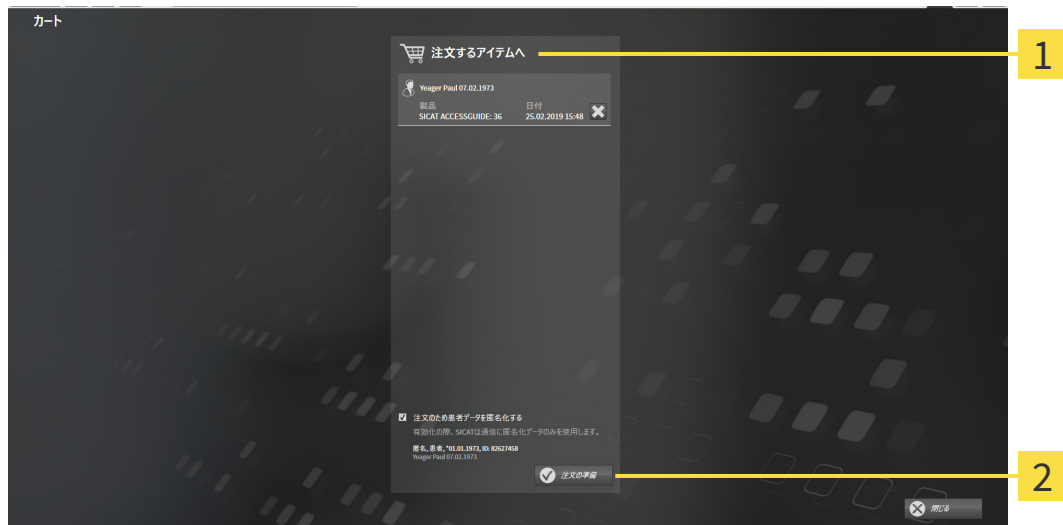 カート
注文するアイテムへ
1
Yeager Paul 07.02.1973
製品 日付
SICAT ACCESSGUIDE: 36 25.02.2019 15:48
注文のため患者データを匿名化する
有効化の際、SICATは通信に匿名化データのみを使用します。
匿名, 患者, *01.01.1973, ID: 82627458
Yeager Paul 07.02.1973
注文の準備
2
閉じる